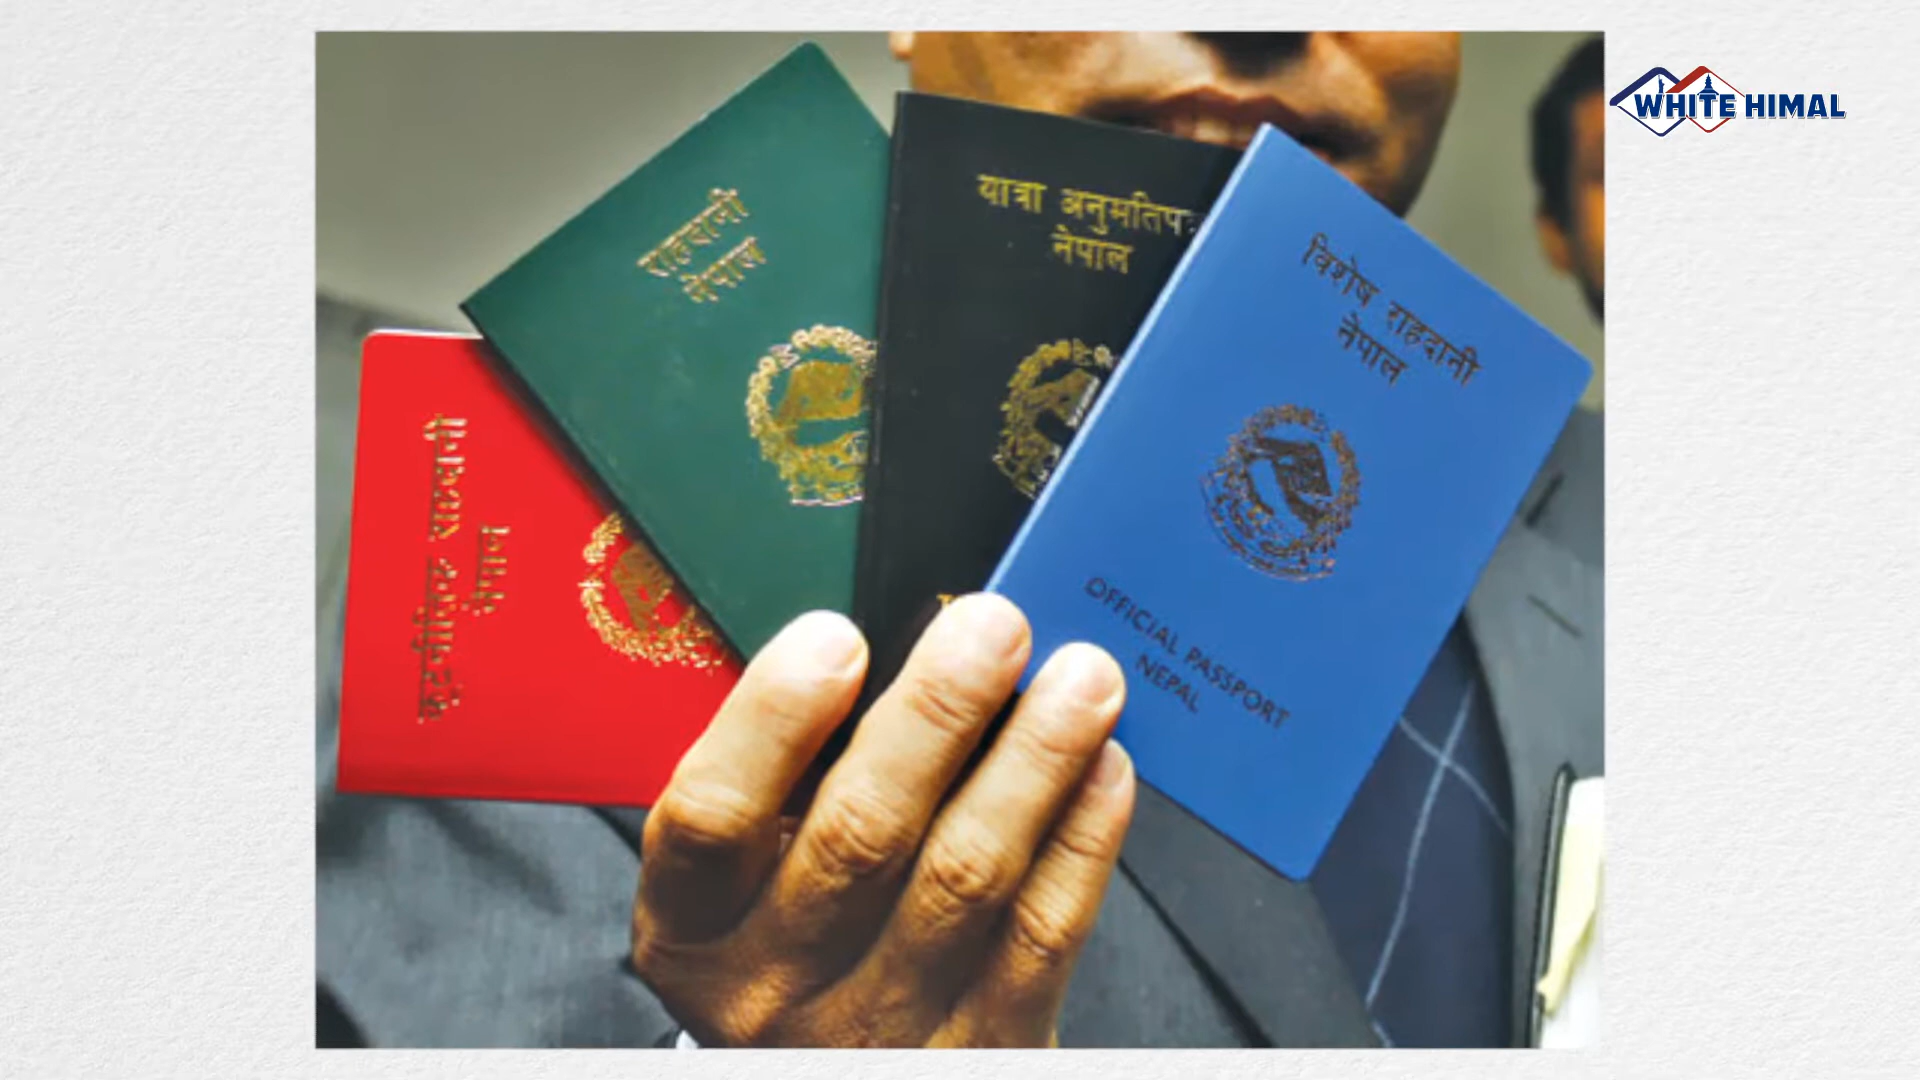 कूटनीतिक राहदानी
नेपाल
राहदानी
नेपाल
यात्रा अनुमतिपत्र
नेपाल
विशेष राहदानी
नेपाल
OFFICIAL PASSPORT
NEPAL
WHITE HIMAL